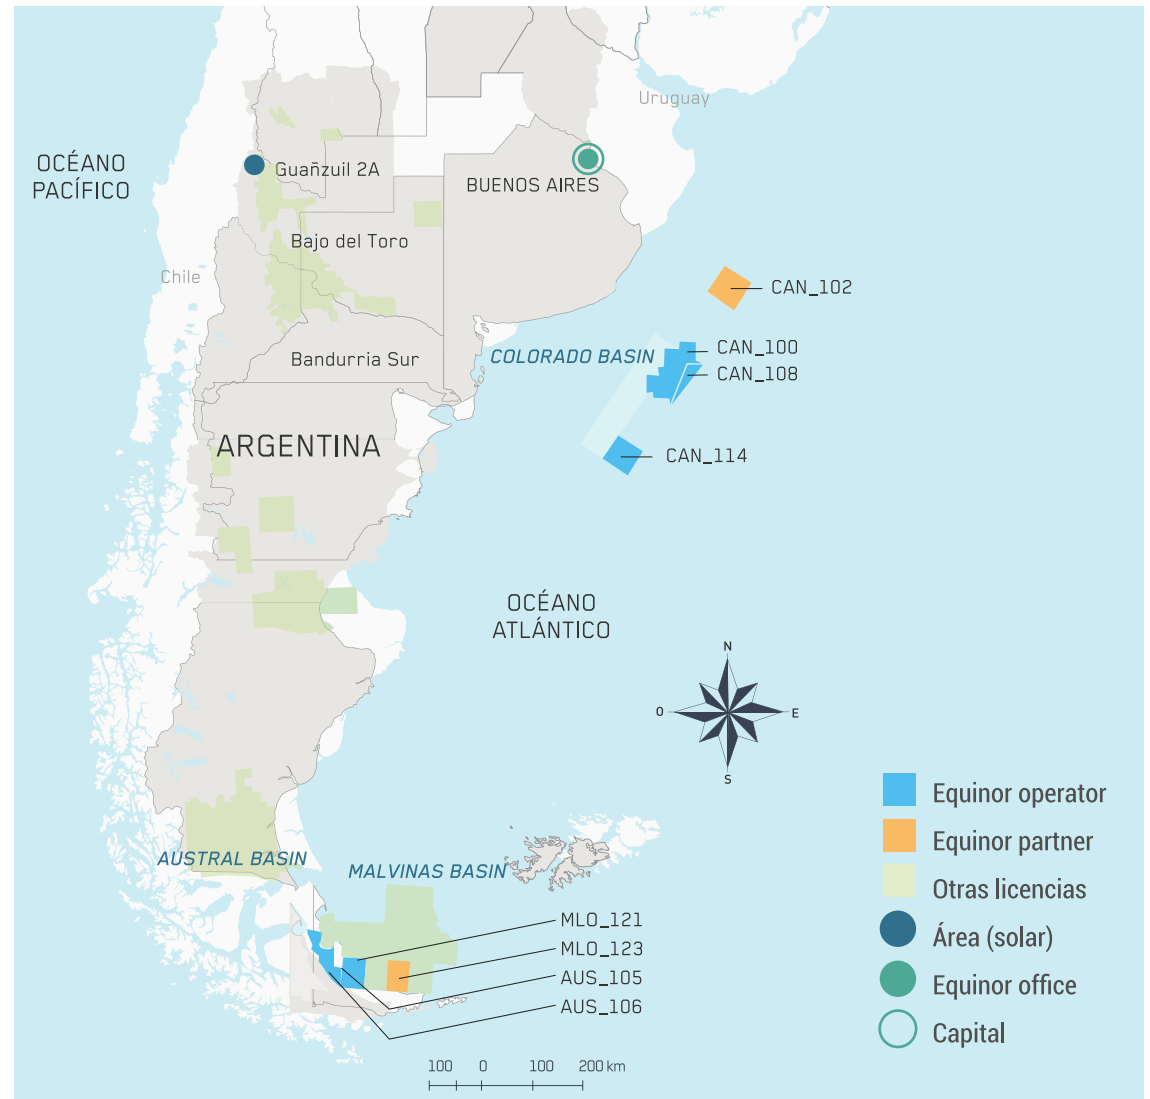 Uruguay
OCÉANO
PACÍFICO
Guañzuil 2A
BUENOS AIRES
Bajo del Toro
Chile
CAN_102
CAN_100
COLORADO BASIN
Bandurria Sur
CAN_108
ARGENTINA
CAN_114
OCÉANO
ATLÁNTICO
N
O
E
S
Equinor operator
Equinor partner
Otras licencias
Área (solar)
Equinor office
Capital
AUSTRAL BASIN
MALVINAS BASIN
MLO_121
MLO_123
AUS_105
AUS_106
100 0 100 200 km